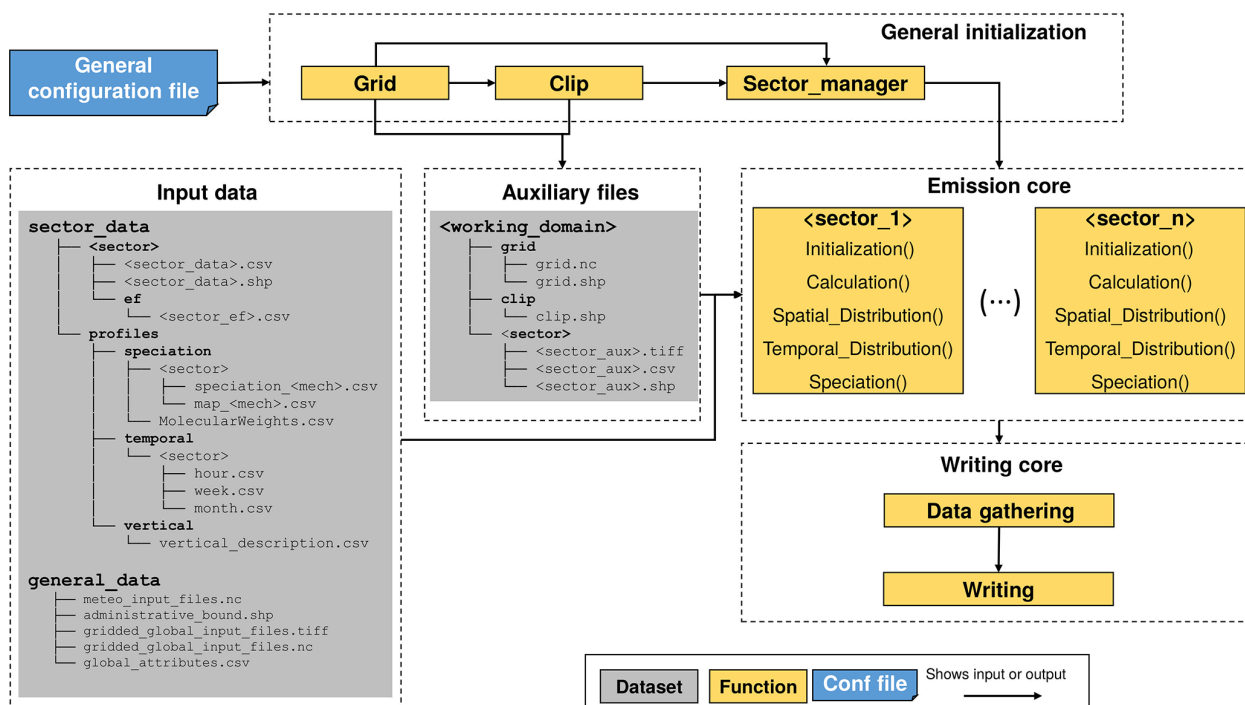 General initialization
General
configuration file
Grid
Clip
Sector_manager
Input data
sector_data
<sector>
<sector_data>.csv
<sector_data>.shp
ef
<sector_ef>.csv
profiles
speciation
<sector>
speciation_<mech>.csv
map_<mech>.csv
MolecularWeights.csv
temporal
<sector>
hour.csv
week.csv
month.csv
vertical
vertical_description.csv
general_data
meteo_input_files.nc
administrative_bound.shp
gridded_global_input_files.tiff
gridded_global_input_files.nc
global_attributes.csv
Auxiliary files
<working_domain>
grid
grid.nc
grid.shp
clip
clip.shp
<sector>
<sector_aux>.tiff
<sector_aux>.csv
<sector_aux>.shp
Emission core
<sector_1>
Initialization()
Calculation()
Spatial_Distribution()
Temporal_Distribution()
Speciation()
(...)
<sector_n>
Initialization()
Calculation()
Spatial_Distribution()
Temporal_Distribution()
Speciation()
Writing core
Data gathering
Writing
Dataset
Function
Conf file
Shows input or output